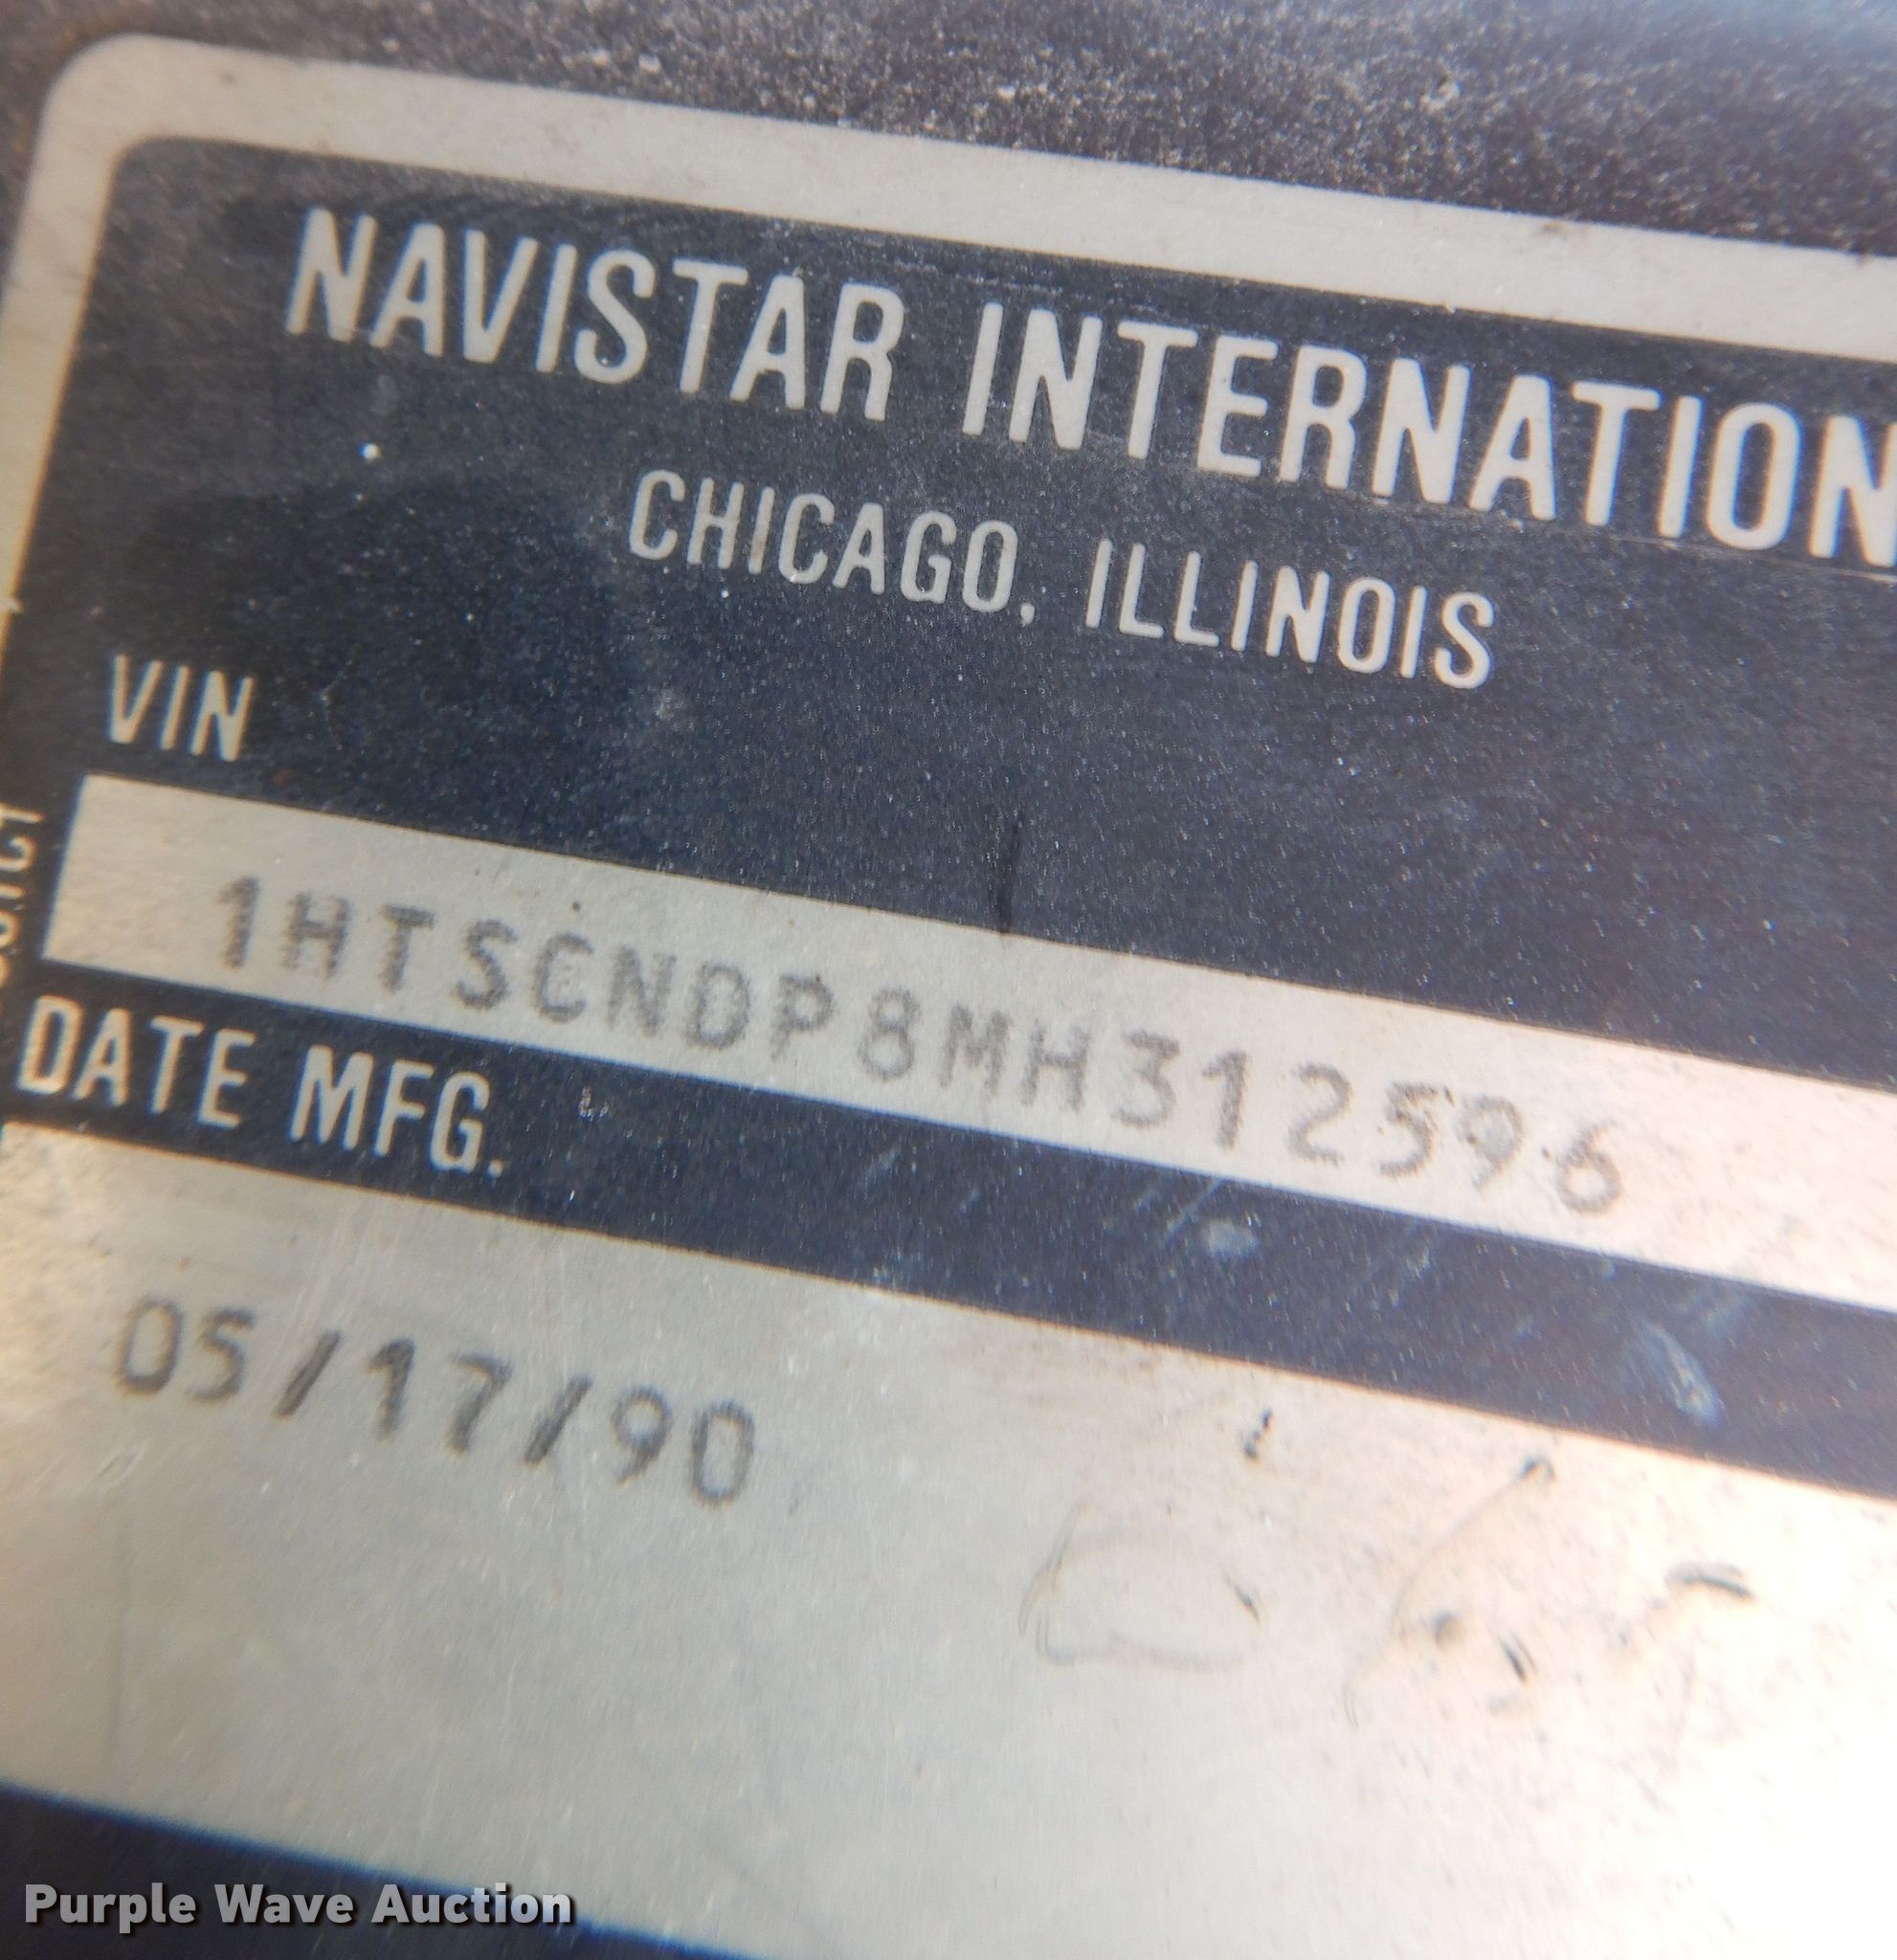 NAVISTAR INTERNATION
CHICAGO, ILLINOIS
VIN
1HTSCNDP8MH312596
DATE MFG.
05/17/90
Purple Wave Auction